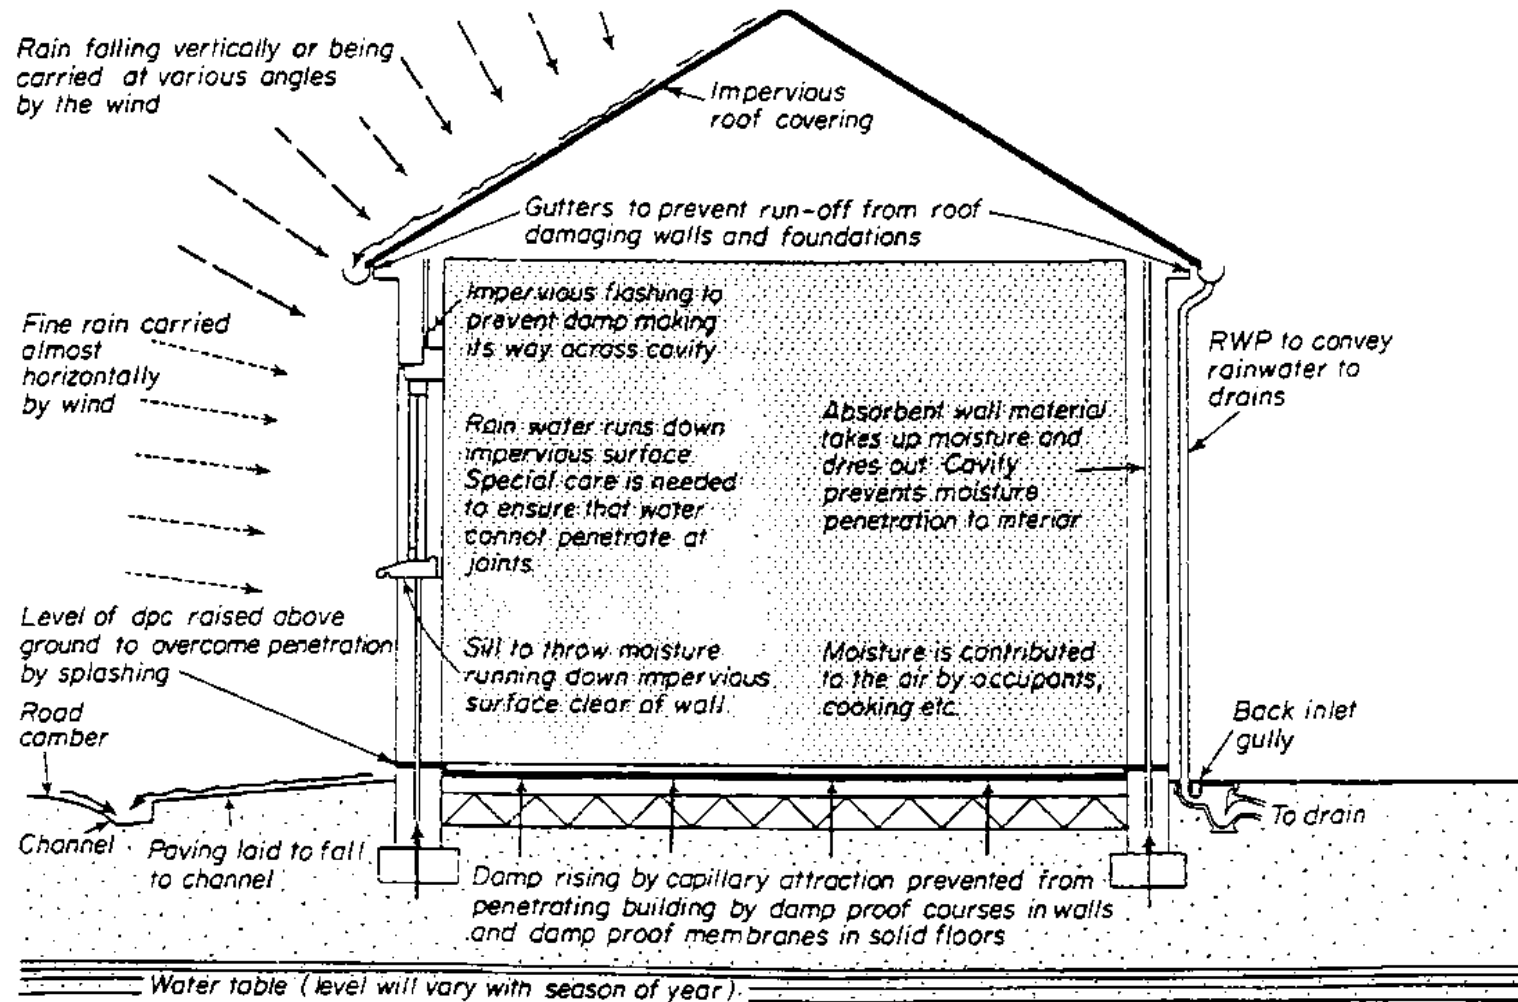 Rain falling vertically or being
carried at various angles
by the wind
Impervious
roof covering
Gutters to prevent run-off from roof
damaging walls and foundations
Impervious flashing to
prevent damp making
its way across cavity
Fine rain carried
almost
horizontally
by wind
RWP to convey
rainwater to
drains
Rain water runs down
impervious surface
Special care is needed
to ensure that water
cannot penetrate at
joints.
Absorbent wall material
takes up moisture and
dries out Cavity
prevents moisture
penetration to interior
Level of dpc raised above
ground to overcome penetration
by splashing
Sill to throw moisture
running down impervious
surface clear of wall.
Moisture is contributed
to the air by occupants,
cooking etc.
Road
camber
Back inlet
gully
Channel
Paving laid to fall
to channel
To drain
Damp rising by capillary attraction prevented from
penetrating building by damp proof courses in walls
and damp proof membranes in solid floors
Water table (level will vary with season of year).